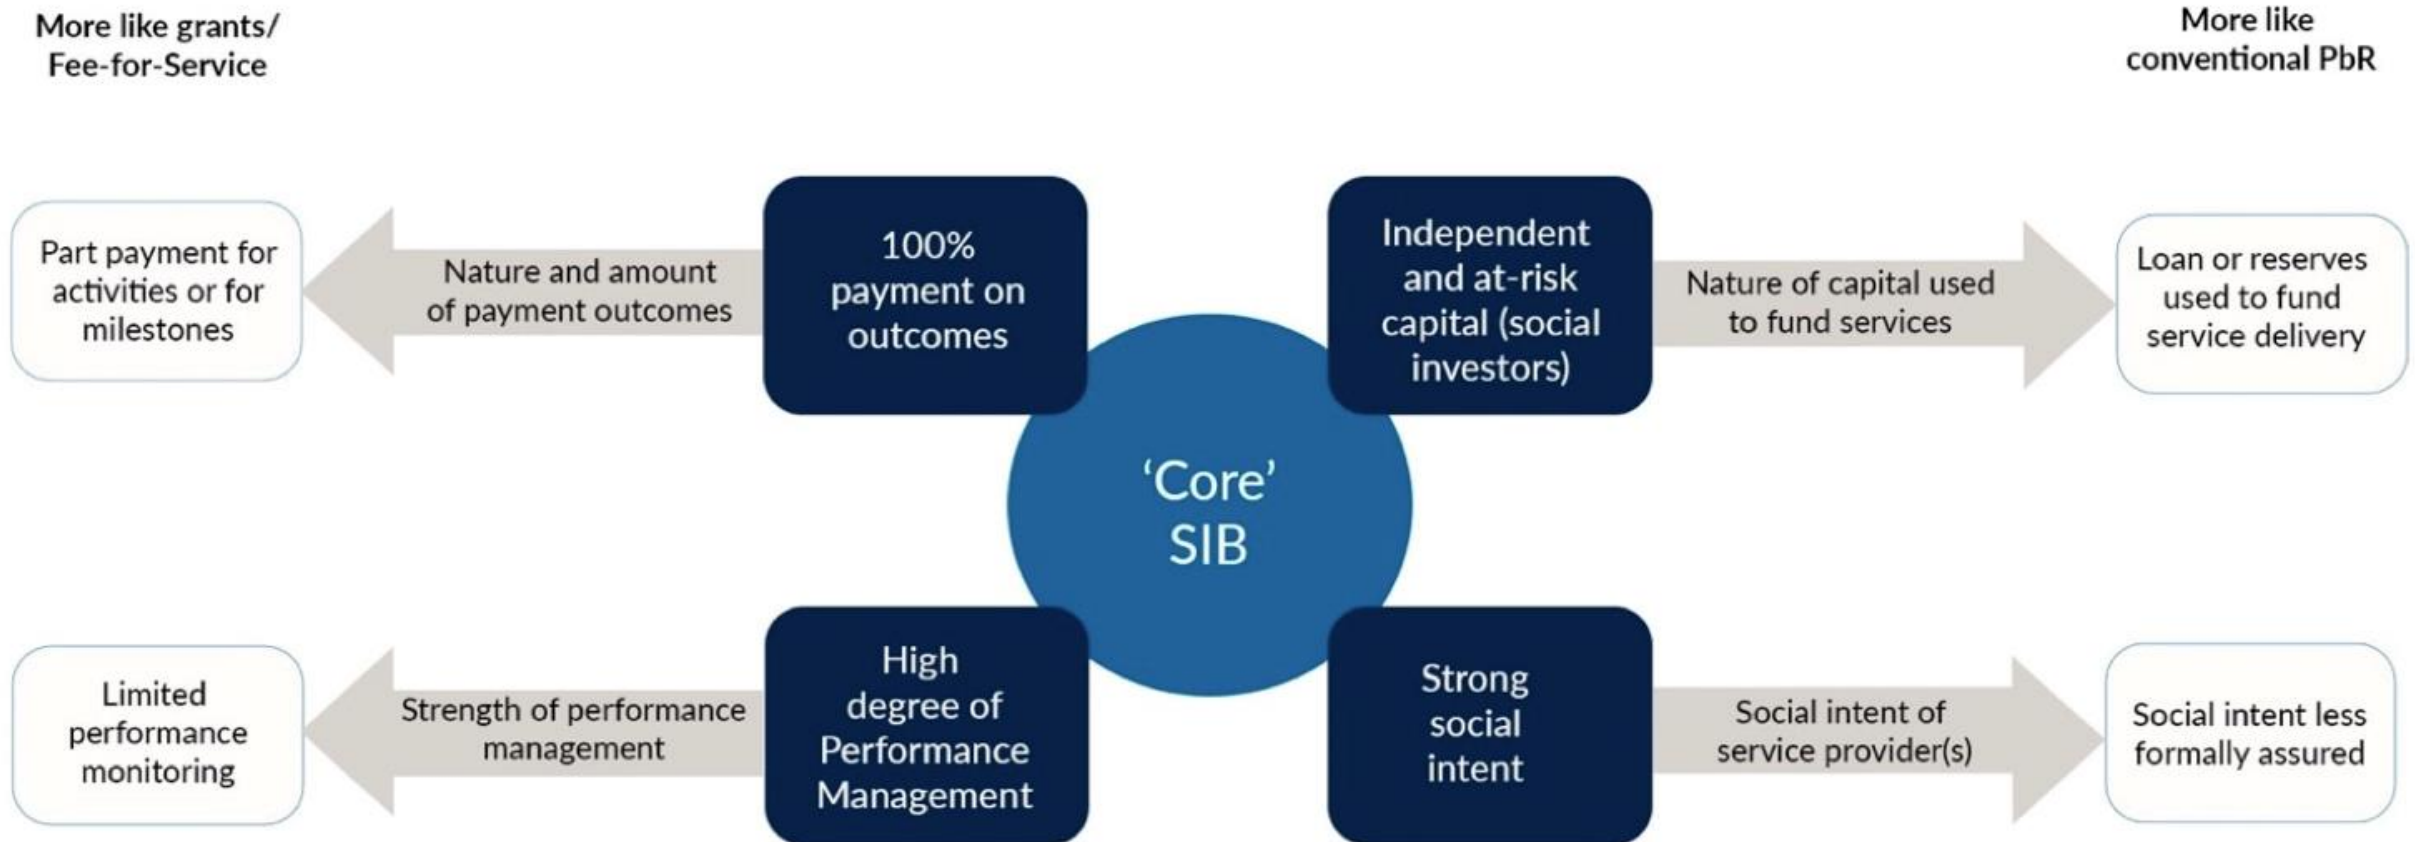 More like grants/
Fee-for-Service
More like
conventional PbR
Part payment for
activities or for
milestones
Nature and amount
of payment outcomes
100%
payment on
outcomes
Independent
and at-risk
capital (social
investors)
Nature of capital used
to fund services
Loan or reserves
used to fund
service delivery
‘Core’
SIB
Limited
performance
monitoring
Strength of performance
management
High
degree of
Performance
Management
Strong
social
intent
Social intent of
service provider(s)
Social intent less
formally assured